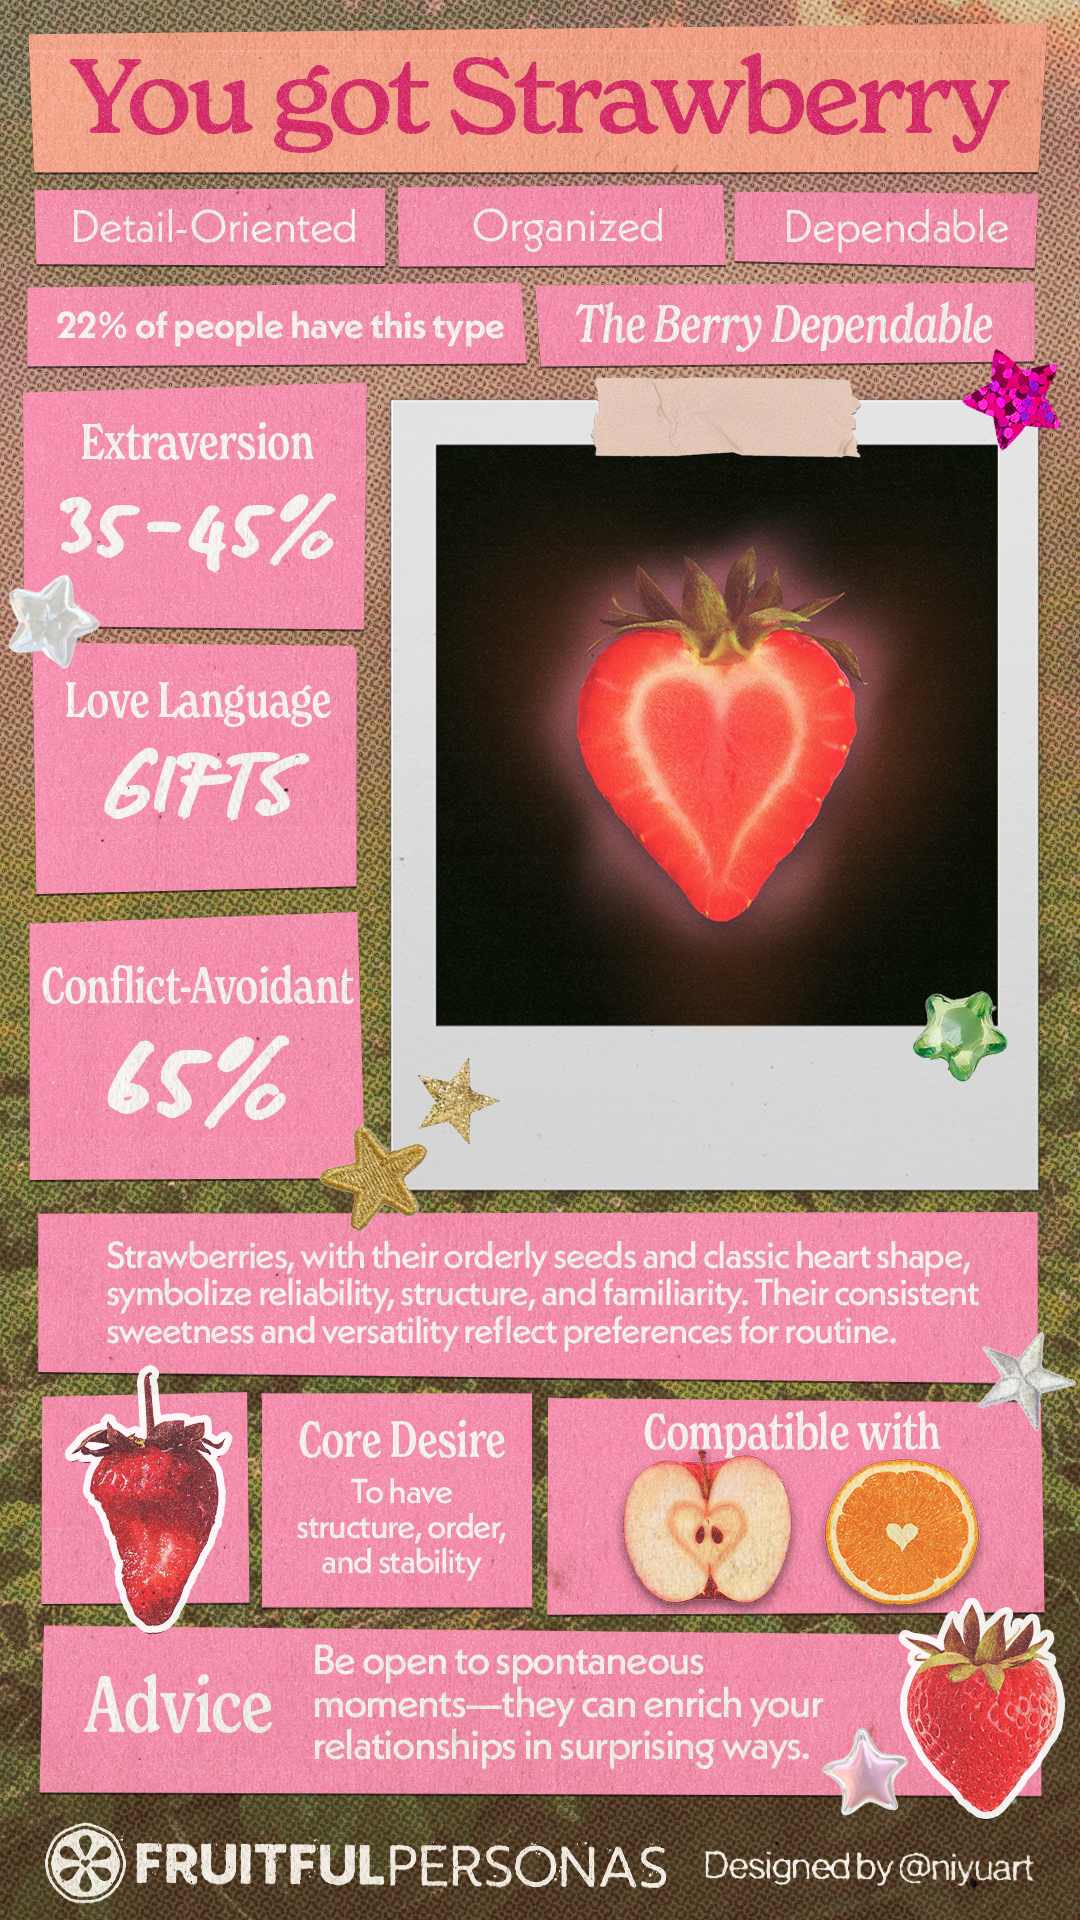 You got Strawberry
Detail-Oriented
Organized
Dependable
22% of people have this type
The Berry Dependable
Extraversion
35-45%
Love Language
GIFTS
Conflict-Avoidant
65%
Strawberries, with their orderly seeds and classic heart shape,
symbolize reliability, structure, and familiarity. Their consistent
sweetness and versatility reflect preferences for routine.
Core Desire
To have
structure, order,
and stability
Compatible with
Advice
Be open to spontaneous
moments—they can enrich your
relationships in surprising ways.
FRUITFULPERSONAS
Designed by @niyuart